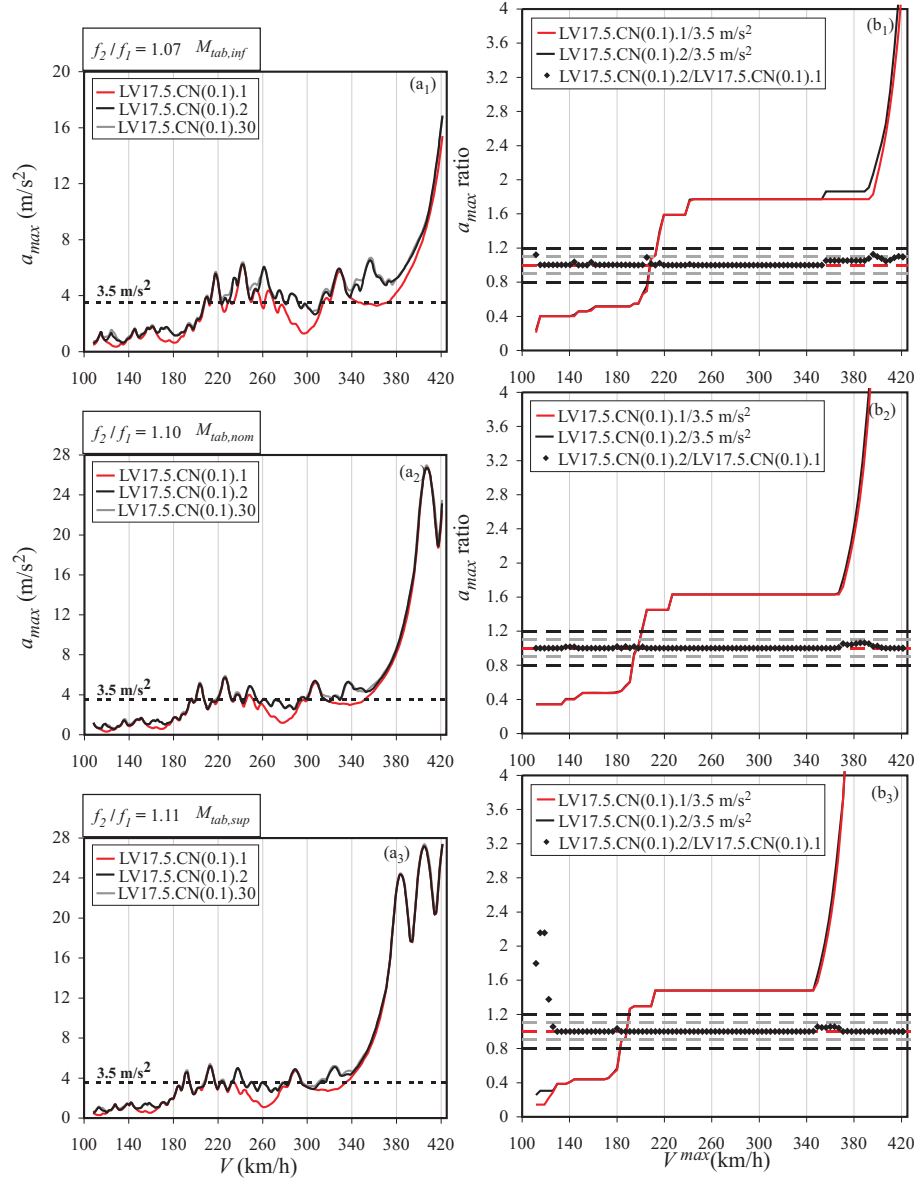 f2 / f1 = 1.07 Mtab,inf
20
16
12
8
4
0
amax (m/s2)
(a1)
LV17.5.CN(0.1).1
LV17.5.CN(0.1).2
LV17.5.CN(0.1).30
3.5 m/s2
100 140 180 220 260 300 340 380 420
4
3.6
3.2
2.8
2.4
2
1.6
1.2
0.8
0.4
0
amax ratio
(b1)
LV17.5.CN(0.1).1/3.5 m/s2
LV17.5.CN(0.1).2/3.5 m/s2
LV17.5.CN(0.1).2/LV17.5.CN(0.1).1
100 140 180 220 260 300 340 380 420
f2 / f1 = 1.10 Mtab,nom
28
24
20
16
12
8
4
0
amax (m/s2)
(a2)
LV17.5.CN(0.1).1
LV17.5.CN(0.1).2
LV17.5.CN(0.1).30
3.5 m/s2
100 140 180 220 260 300 340 380 420
4
3.6
3.2
2.8
2.4
2
1.6
1.2
0.8
0.4
0
amax ratio
(b2)
LV17.5.CN(0.1).1/3.5 m/s2
LV17.5.CN(0.1).2/3.5 m/s2
LV17.5.CN(0.1).2/LV17.5.CN(0.1).1
100 140 180 220 260 300 340 380 420
f2 / f1 = 1.11 Mtab,sup
28
24
20
16
12
8
4
0
amax (m/s2)
(a3)
LV17.5.CN(0.1).1
LV17.5.CN(0.1).2
LV17.5.CN(0.1).30
3.5 m/s2
100 140 180 220 260 300 340 380 420
V (km/h)
4
3.6
3.2
2.8
2.4
2
1.6
1.2
0.8
0.4
0
amax ratio
(b3)
LV17.5.CN(0.1).1/3.5 m/s2
LV17.5.CN(0.1).2/3.5 m/s2
LV17.5.CN(0.1).2/LV17.5.CN(0.1).1
100 140 180 220 260 300 340 380 420
Vmax(km/h)